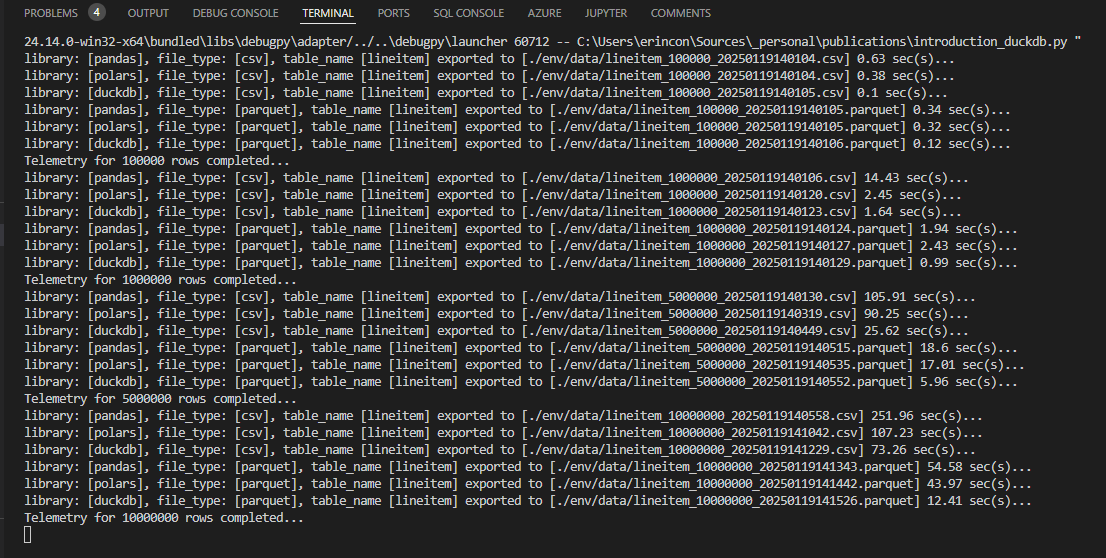 PROBLEMS 4 OUTPUT DEBUG CONSOLE TERMINAL PORTS SQL CONSOLE AZURE JUPYTER COMMENTS
24.14.0-win32-x64\bundled\libs\debugpy\adapter/../..\debugpy\launcher 60712 -- C:\Users\erincon\Sources\_personal\publications\introduction_duckdb.py "
library: [pandas], file_type: [csv], table_name [lineitem] exported to [./env/data/lineitem_100000_20250119140104.csv] 0.63 sec(s)...
library: [polars], file_type: [csv], table_name [lineitem] exported to [./env/data/lineitem_100000_20250119140104.csv] 0.38 sec(s)...
library: [duckdb], file_type: [csv], table_name [lineitem] exported to [./env/data/lineitem_100000_20250119140105.csv] 0.1 sec(s)...
library: [pandas], file_type: [parquet], table_name [lineitem] exported to [./env/data/lineitem_100000_20250119140105.parquet] 0.34 sec(s)...
library: [polars], file_type: [parquet], table_name [lineitem] exported to [./env/data/lineitem_100000_20250119140105.parquet] 0.32 sec(s)...
library: [duckdb], file_type: [parquet], table_name [lineitem] exported to [./env/data/lineitem_100000_20250119140106.parquet] 0.12 sec(s)...
Telemetry for 100000 rows completed...
library: [pandas], file_type: [csv], table_name [lineitem] exported to [./env/data/lineitem_1000000_20250119140106.csv] 14.43 sec(s)...
library: [polars], file_type: [csv], table_name [lineitem] exported to [./env/data/lineitem_1000000_20250119140120.csv] 2.45 sec(s)...
library: [duckdb], file_type: [csv], table_name [lineitem] exported to [./env/data/lineitem_1000000_20250119140123.csv] 1.64 sec(s)...
library: [pandas], file_type: [parquet], table_name [lineitem] exported to [./env/data/lineitem_1000000_20250119140124.parquet] 1.94 sec(s)...
library: [polars], file_type: [parquet], table_name [lineitem] exported to [./env/data/lineitem_1000000_20250119140127.parquet] 2.43 sec(s)...
library: [duckdb], file_type: [parquet], table_name [lineitem] exported to [./env/data/lineitem_1000000_20250119140129.parquet] 0.99 sec(s)...
Telemetry for 1000000 rows completed...
library: [pandas], file_type: [csv], table_name [lineitem] exported to [./env/data/lineitem_5000000_20250119140130.csv] 105.91 sec(s)...
library: [polars], file_type: [csv], table_name [lineitem] exported to [./env/data/lineitem_5000000_20250119140319.csv] 90.25 sec(s)...
library: [duckdb], file_type: [csv], table_name [lineitem] exported to [./env/data/lineitem_5000000_20250119140449.csv] 25.62 sec(s)...
library: [pandas], file_type: [parquet], table_name [lineitem] exported to [./env/data/lineitem_5000000_20250119140515.parquet] 18.6 sec(s)...
library: [polars], file_type: [parquet], table_name [lineitem] exported to [./env/data/lineitem_5000000_20250119140535.parquet] 17.01 sec(s)...
library: [duckdb], file_type: [parquet], table_name [lineitem] exported to [./env/data/lineitem_5000000_20250119140552.parquet] 5.96 sec(s)...
Telemetry for 5000000 rows completed...
library: [pandas], file_type: [csv], table_name [lineitem] exported to [./env/data/lineitem_10000000_20250119140558.csv] 251.96 sec(s)...
library: [polars], file_type: [csv], table_name [lineitem] exported to [./env/data/lineitem_10000000_20250119141042.csv] 107.23 sec(s)...
library: [duckdb], file_type: [csv], table_name [lineitem] exported to [./env/data/lineitem_10000000_20250119141229.csv] 73.26 sec(s)...
library: [pandas], file_type: [parquet], table_name [lineitem] exported to [./env/data/lineitem_10000000_20250119141343.parquet] 54.58 sec(s)...
library: [polars], file_type: [parquet], table_name [lineitem] exported to [./env/data/lineitem_10000000_20250119141442.parquet] 43.97 sec(s)...
library: [duckdb], file_type: [parquet], table_name [lineitem] exported to [./env/data/lineitem_10000000_20250119141526.parquet] 12.41 sec(s)...
Telemetry for 10000000 rows completed...